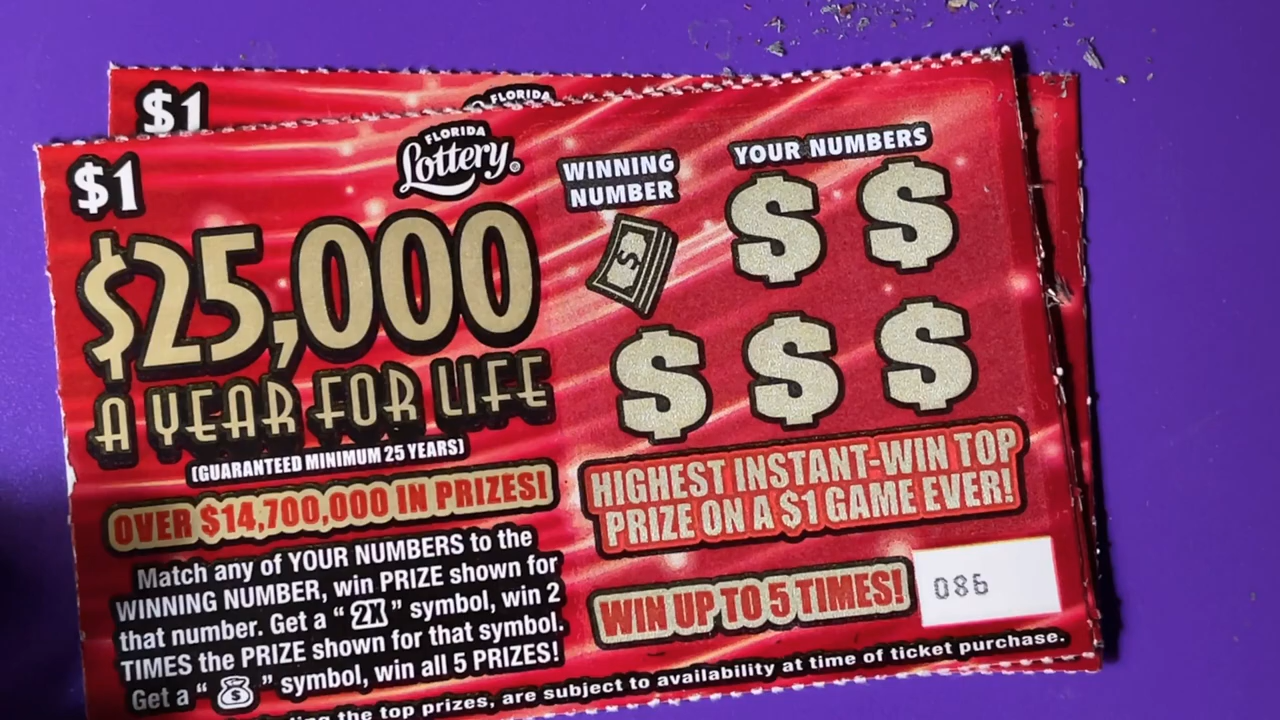 $1
FLORIDA
$1
FLORIDA
Lottery®
$25,000
A YEAR FOR LIFE
(GUARANTEED MINIMUM 25 YEARS)
OVER $14,700,000 IN PRIZES!
Match any of YOUR NUMBERS to the
WINNING NUMBER, win PRIZE shown for
that number. Get a “2X” symbol, win 2
TIMES the PRIZE shown for that symbol.
Get a “$” symbol, win all 5 PRIZES!
WINNING
NUMBER
$
YOUR NUMBERS
$ $
$ $ $
HIGHEST INSTANT-WIN TOP
PRIZE ON A $1 GAME EVER!
WIN UP TO 5 TIMES!
086
the top prizes, are subject to availability at time of ticket purchase.